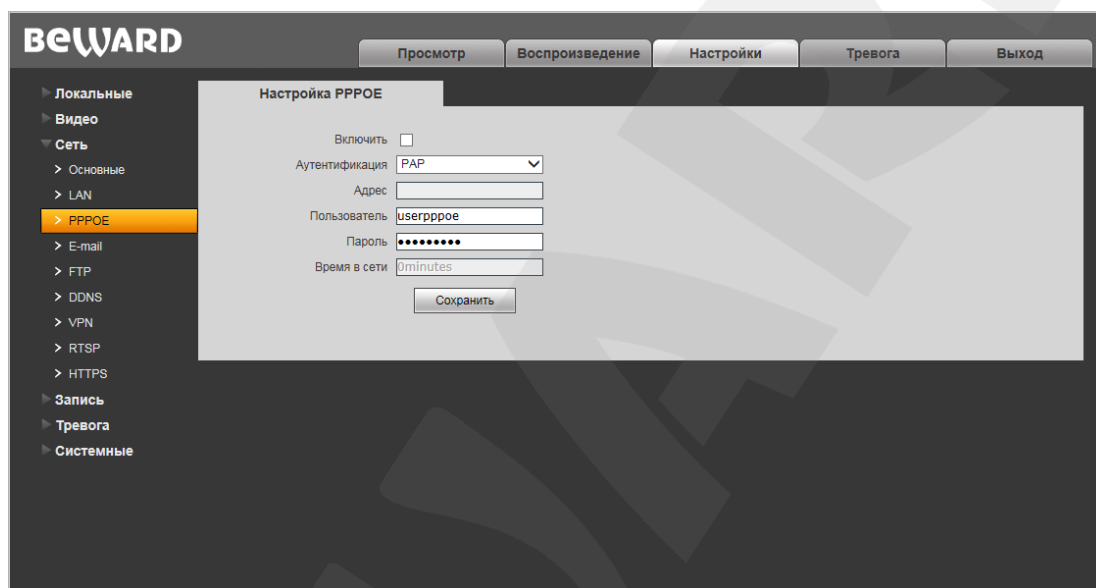 BEWARD
Просмотр Воспроизведение Настройки Тревога Выход
Локальные
Видео
Сеть
Основные
LAN
PPPOE
E-mail
FTP
DDNS
VPN
RTSP
HTTPS
Запись
Тревога
Системные
Настройка PPPOE
Включить
Аутентификация PAP
Адрес
Пользователь userpppoe
Пароль •••••••••
Время в сети 0minutes
Сохранить